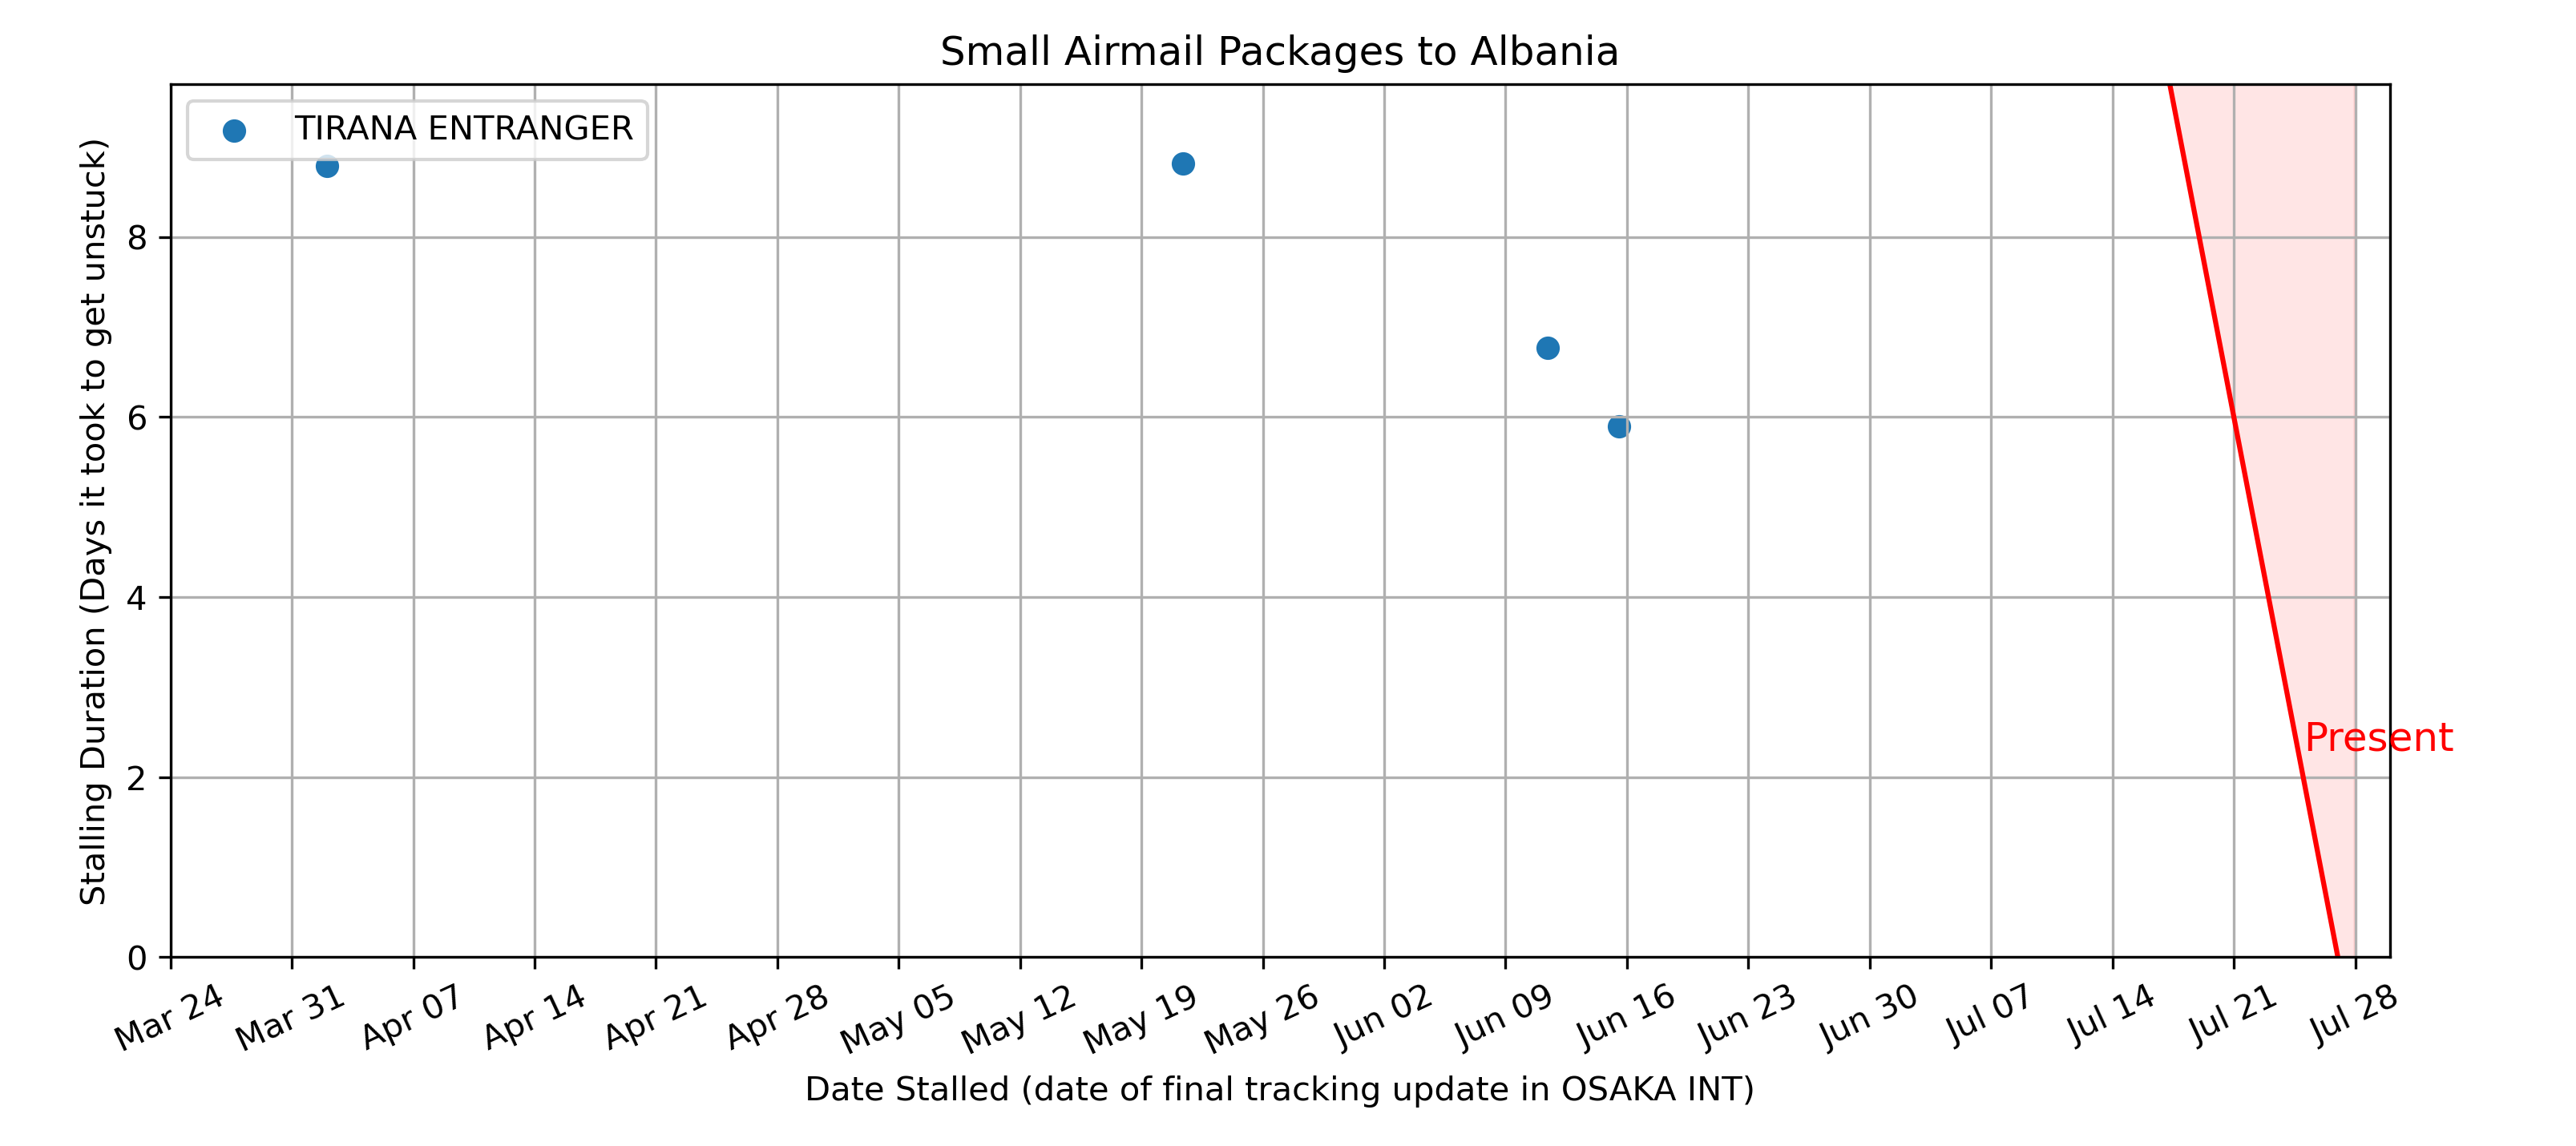 Small Airmail Packages to Albania
TIRANA ENTRANGER
Stalling Duration (Days it took to get unstuck)
8
6
4
2
0
Present
Mar 24
Mar 31
Apr 07
Apr 14
Apr 21
Apr 28
May 05
May 12
May 19
May 26
Jun 02
Jun 09
Jun 16
Jun 23
Jun 30
Jul 07
Jul 14
Jul 21
Jul 28
Date Stalled (date of final tracking update in OSAKA INT)